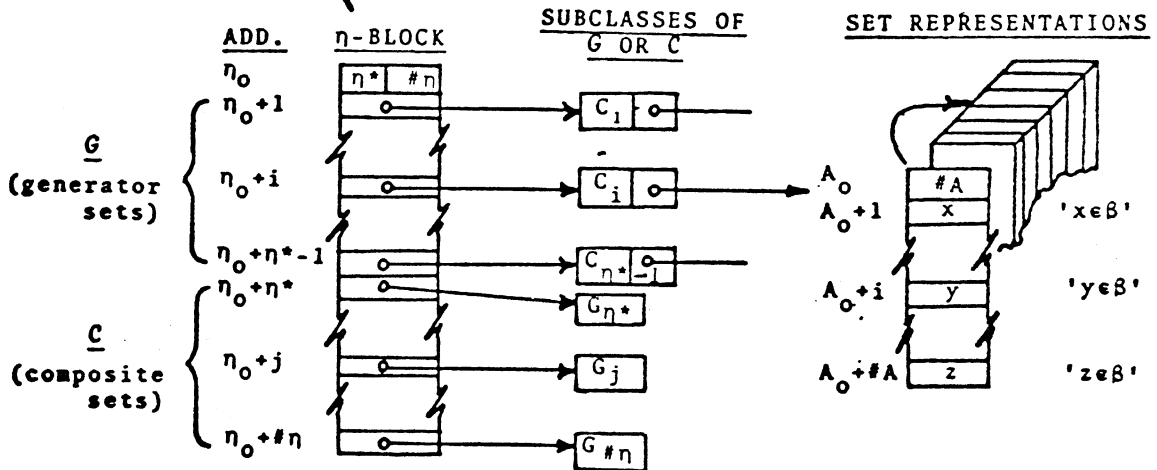 SUBCLASSES OF
G OR C
SET REPRESENTATIONS
ADD.
η-BLOCK
η₀
η* #η
η₀+1
C₁
G
(generator
sets)
η₀+i
C_i
A₀
#A
A₀+1
x
'x∈β'
η₀+η*-1
C_η*-1
η₀+η*
G_η*
A₀+i
y
'y∈β'
C
(composite
sets)
η₀+j
G_j
A₀+#A
z
'z∈β'
η₀+#η
G_#η